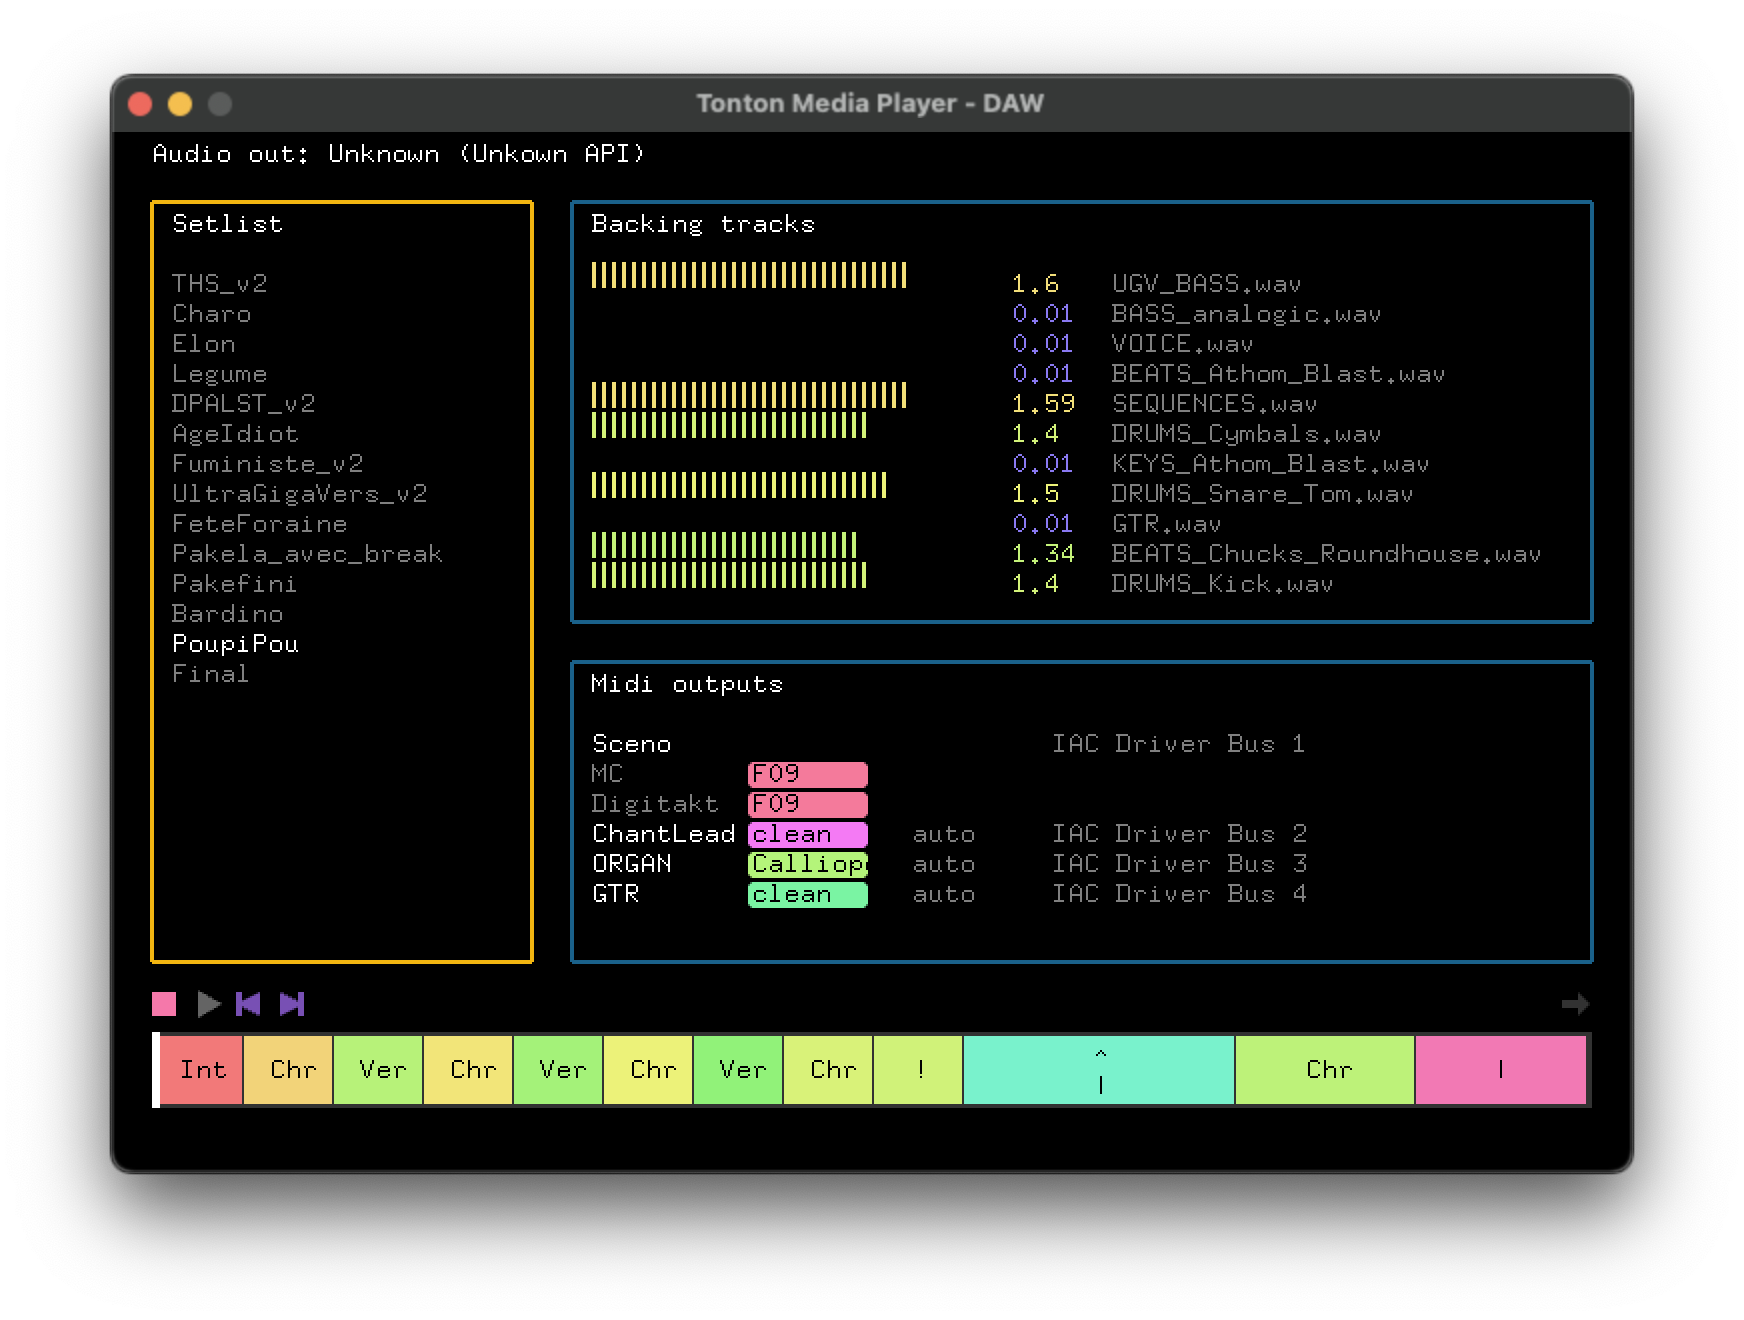 Tonton Media Player - DAW
Audio out: Unknown (Unkown API)
Setlist
THS_v2
Charo
Elon
Legume
DPALST_v2
AgeIdiot
Fuministe_v2
UltraGigaVers_v2
FeteForaine
Pakela_avec_break
Pakefini
Bardino
PoupiPou
Final
Backing tracks
1.6 UGV_BASS.wav
0.01 BASS_analogic.wav
0.01 VOICE.wav
0.01 BEATS_Athom_Blast.wav
1.59 SEQUENCES.wav
1.4 DRUMS_Cymbals.wav
0.01 KEYS_Athom_Blast.wav
1.5 DRUMS_Snare_Tom.wav
0.01 GTR.wav
1.34 BEATS_Chucks_Roundhouse.wav
1.4 DRUMS_Kick.wav
Midi outputs
Sceno IAC Driver Bus 1
MC F09
Digitakt F09
ChantLead clean auto IAC Driver Bus 2
ORGAN Calliop auto IAC Driver Bus 3
GTR clean auto IAC Driver Bus 4
Int Chr Ver Chr Ver Chr Ver Chr ! ^ | Chr |